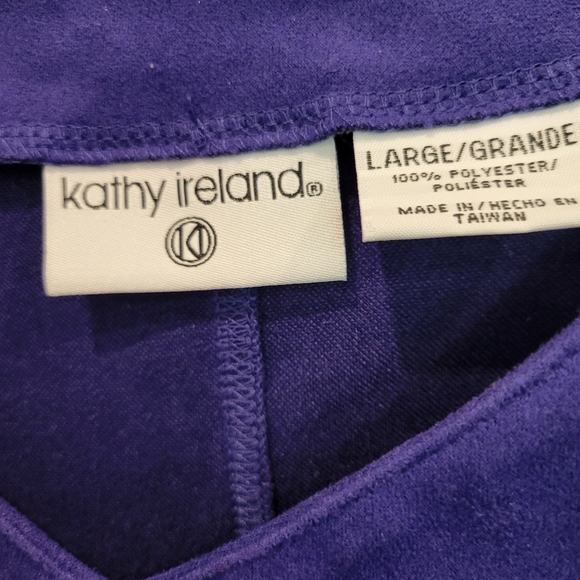 kathy ireland®
KI
LARGE/GRANDE
100% POLYESTER/
POLIÉSTER
MADE IN / HECHO EN
TAIWAN